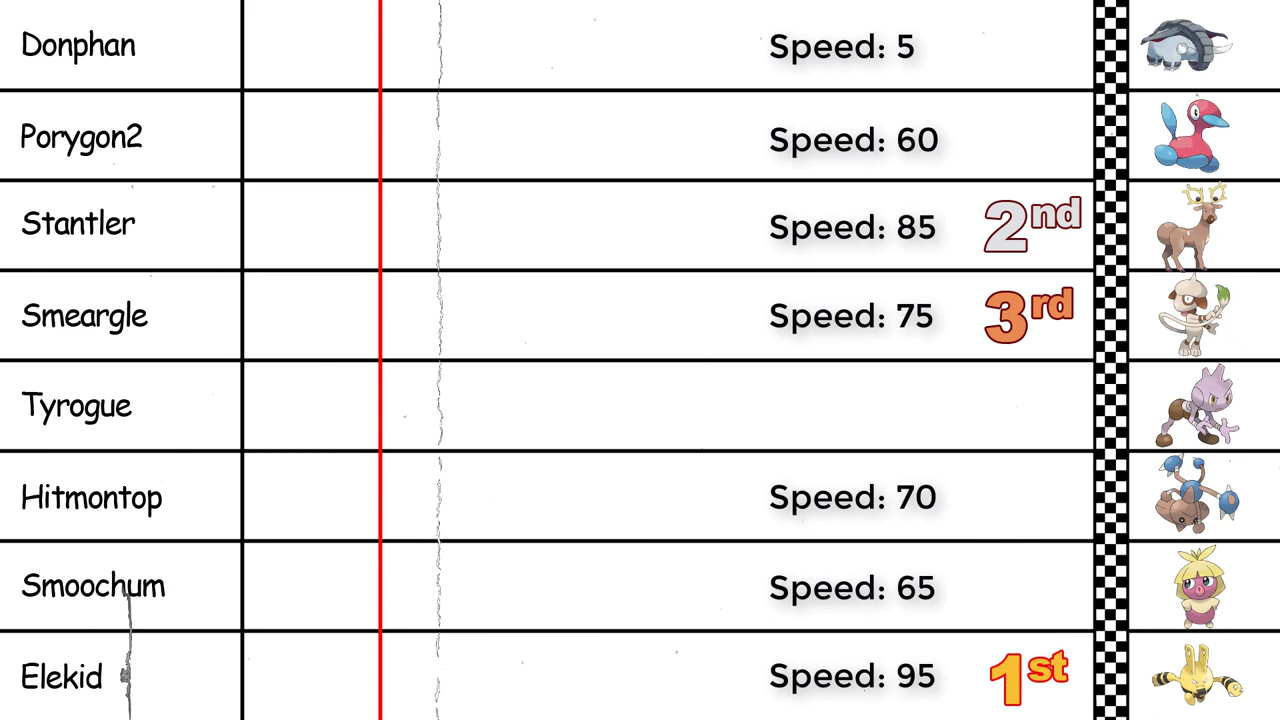 Donphan Speed: 5
Porygon2 Speed: 60
Stantler Speed: 85 2nd
Smeargle Speed: 75 3rd
Tyrogue
Hitmontop Speed: 70
Smoochum Speed: 65
Elekid Speed: 95 1st